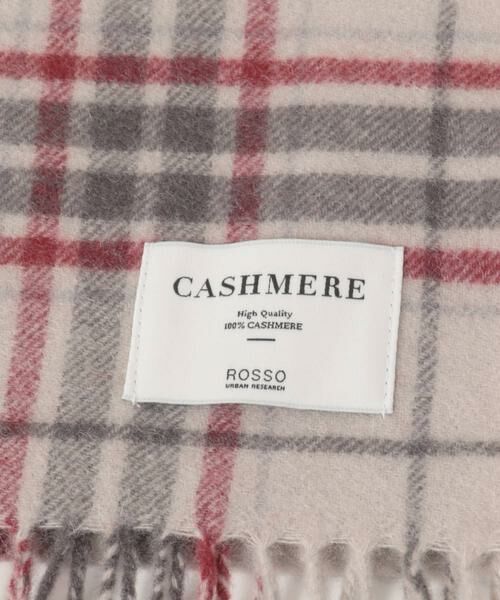 CASHMERE
High Quality
100% CASHMERE
ROSSO
URBAN RESEARCH